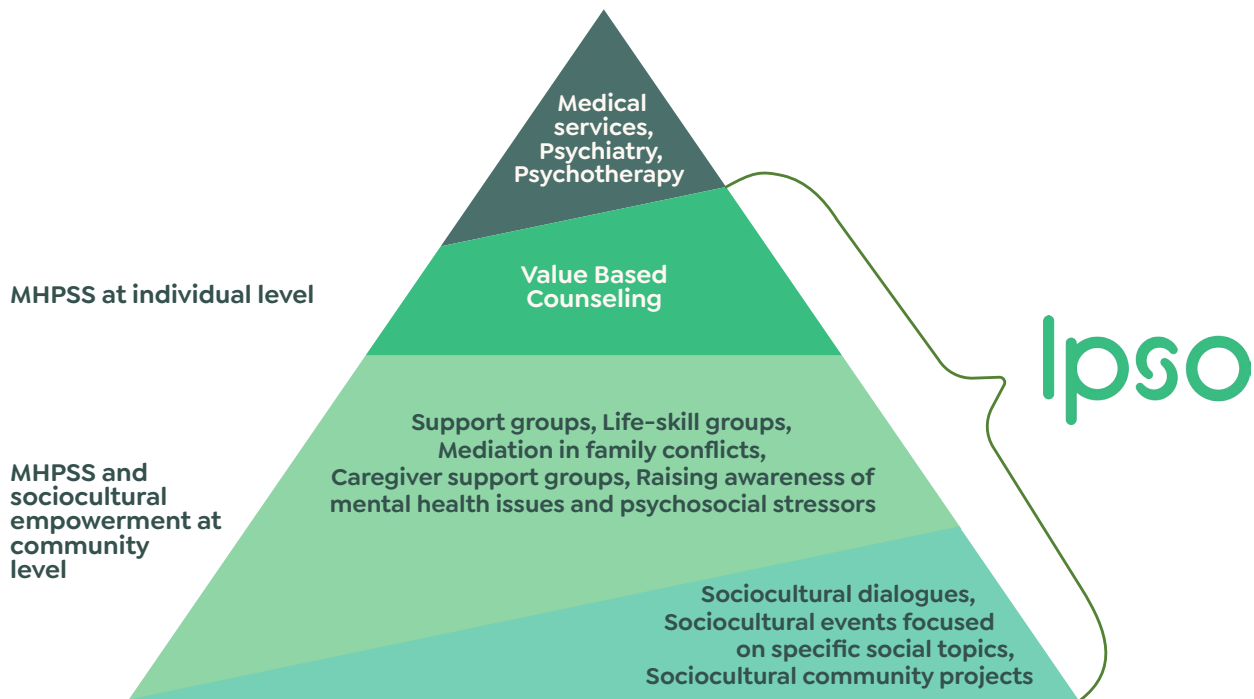 Medical
services,
Psychiatry,
Psychotherapy
MHPSS at individual level
Value Based
Counseling
Ipso
Support groups, Life-skill groups,
Mediation in family conflicts,
Caregiver support groups, Raising awareness of
mental health issues and psychosocial stressors
MHPSS and
sociocultural
empowerment at
community
level
Sociocultural dialogues,
Sociocultural events focused
on specific social topics,
Sociocultural community projects